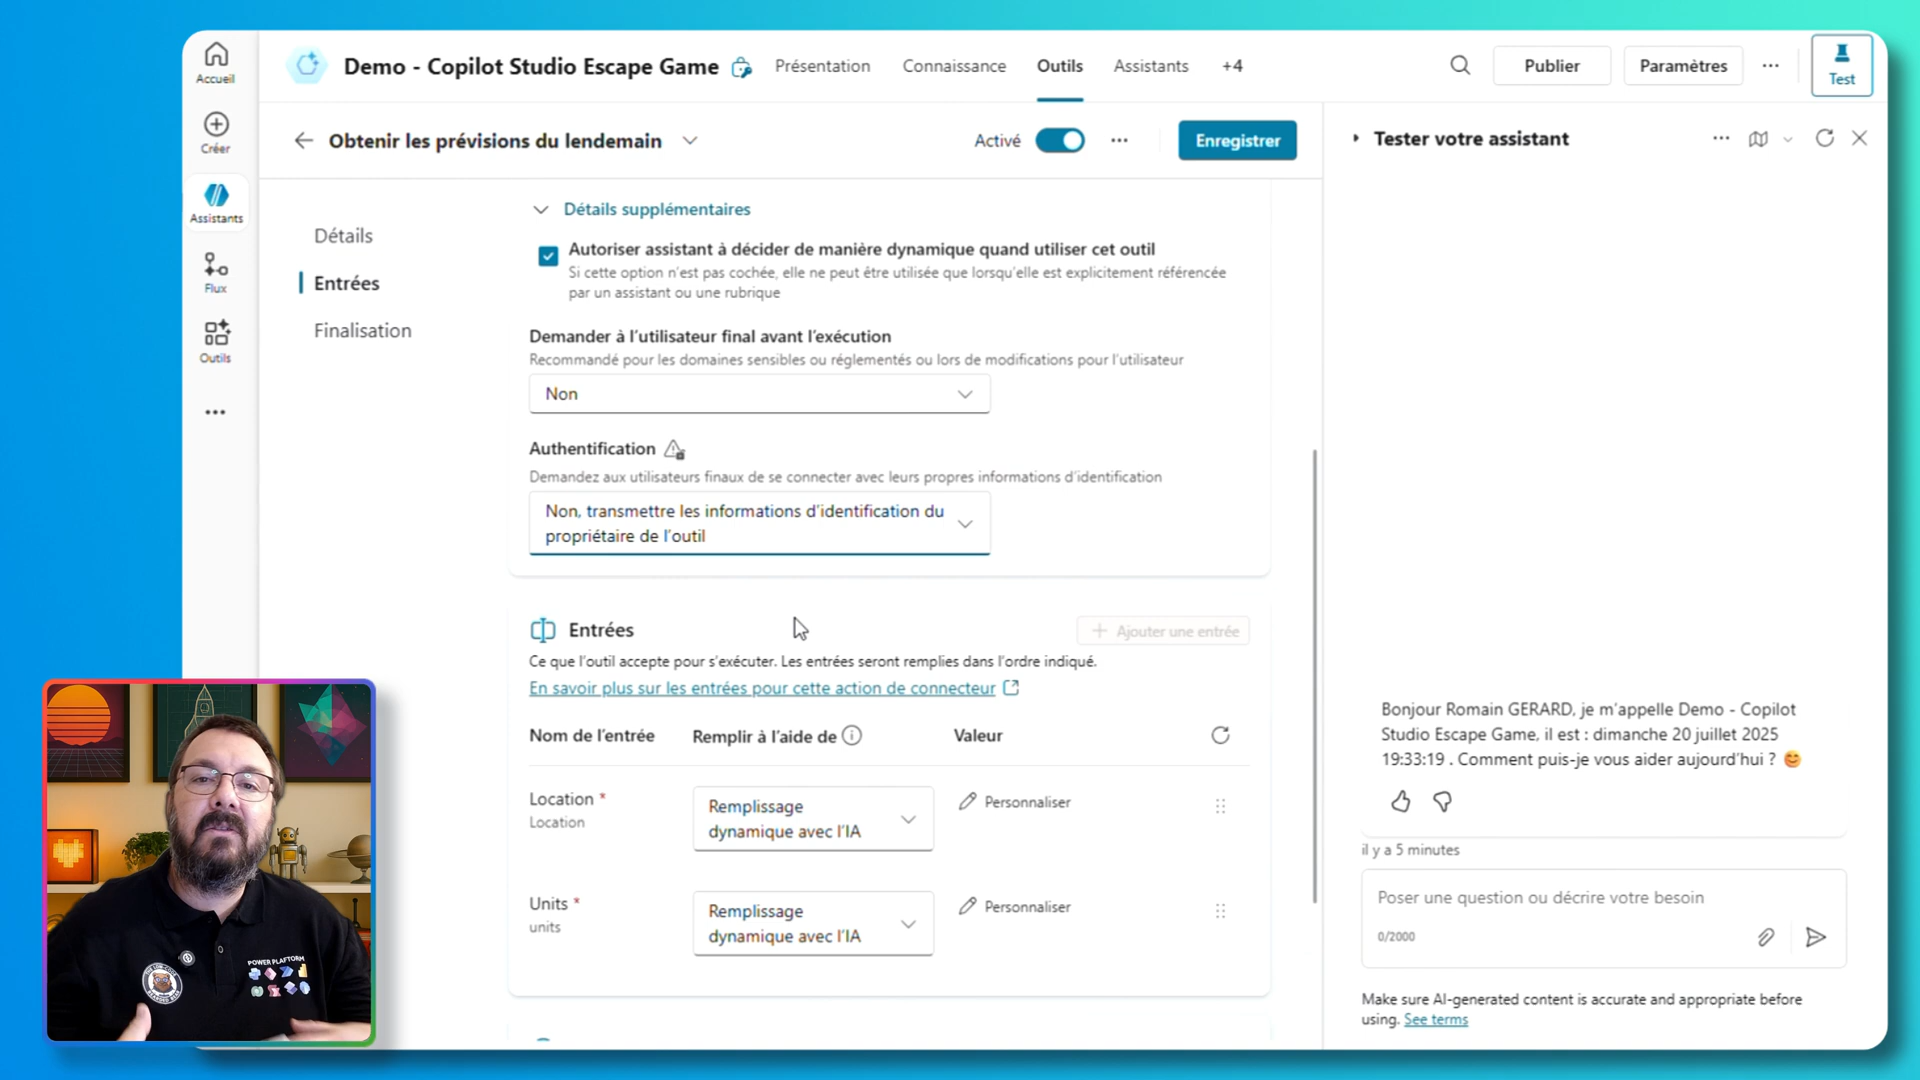 Accueil
Créer
Assistants
Flux
Outils
Demo - Copilot Studio Escape Game
Présentation
Connaissance
Outils
Assistants
+4
Publier
Paramètres
Test
Obtenir les prévisions du lendemain
Activé
Enregistrer
Détails
Entrées
Finalisation
Détails supplémentaires
Autoriser assistant à décider de manière dynamique quand utiliser cet outil
Si cette option n'est pas cochée, elle ne peut être utilisée que lorsqu'elle est explicitement référencée
par un assistant ou une rubrique
Demander à l'utilisateur final avant l'exécution
Recommandé pour les domaines sensibles ou réglementés ou lors de modifications pour l'utilisateur
Non
Authentification
Demandez aux utilisateurs finaux de se connecter avec leurs propres informations d'identification
Non, transmettre les informations d'identification du
propriétaire de l'outil
Entrées
Ajouter une entrée
Ce que l'outil accepte pour s'exécuter. Les entrées seront remplies dans l'ordre indiqué.
En savoir plus sur les entrées pour cette action de connecteur
Nom de l'entrée
Remplir à l'aide de
Valeur
Location *
Location
Remplissage
dynamique avec l'IA
Personnaliser
Units *
units
Remplissage
dynamique avec l'IA
Personnaliser
Tester votre assistant
Bonjour Romain GERARD, je m'appelle Demo - Copilot
Studio Escape Game, il est : dimanche 20 juillet 2025
19:33:19 . Comment puis-je vous aider aujourd'hui ? 😊
il y a 5 minutes
Poser une question ou décrire votre besoin
0/2000
Make sure AI-generated content is accurate and appropriate before
using. See terms
POWER PLAFTORM